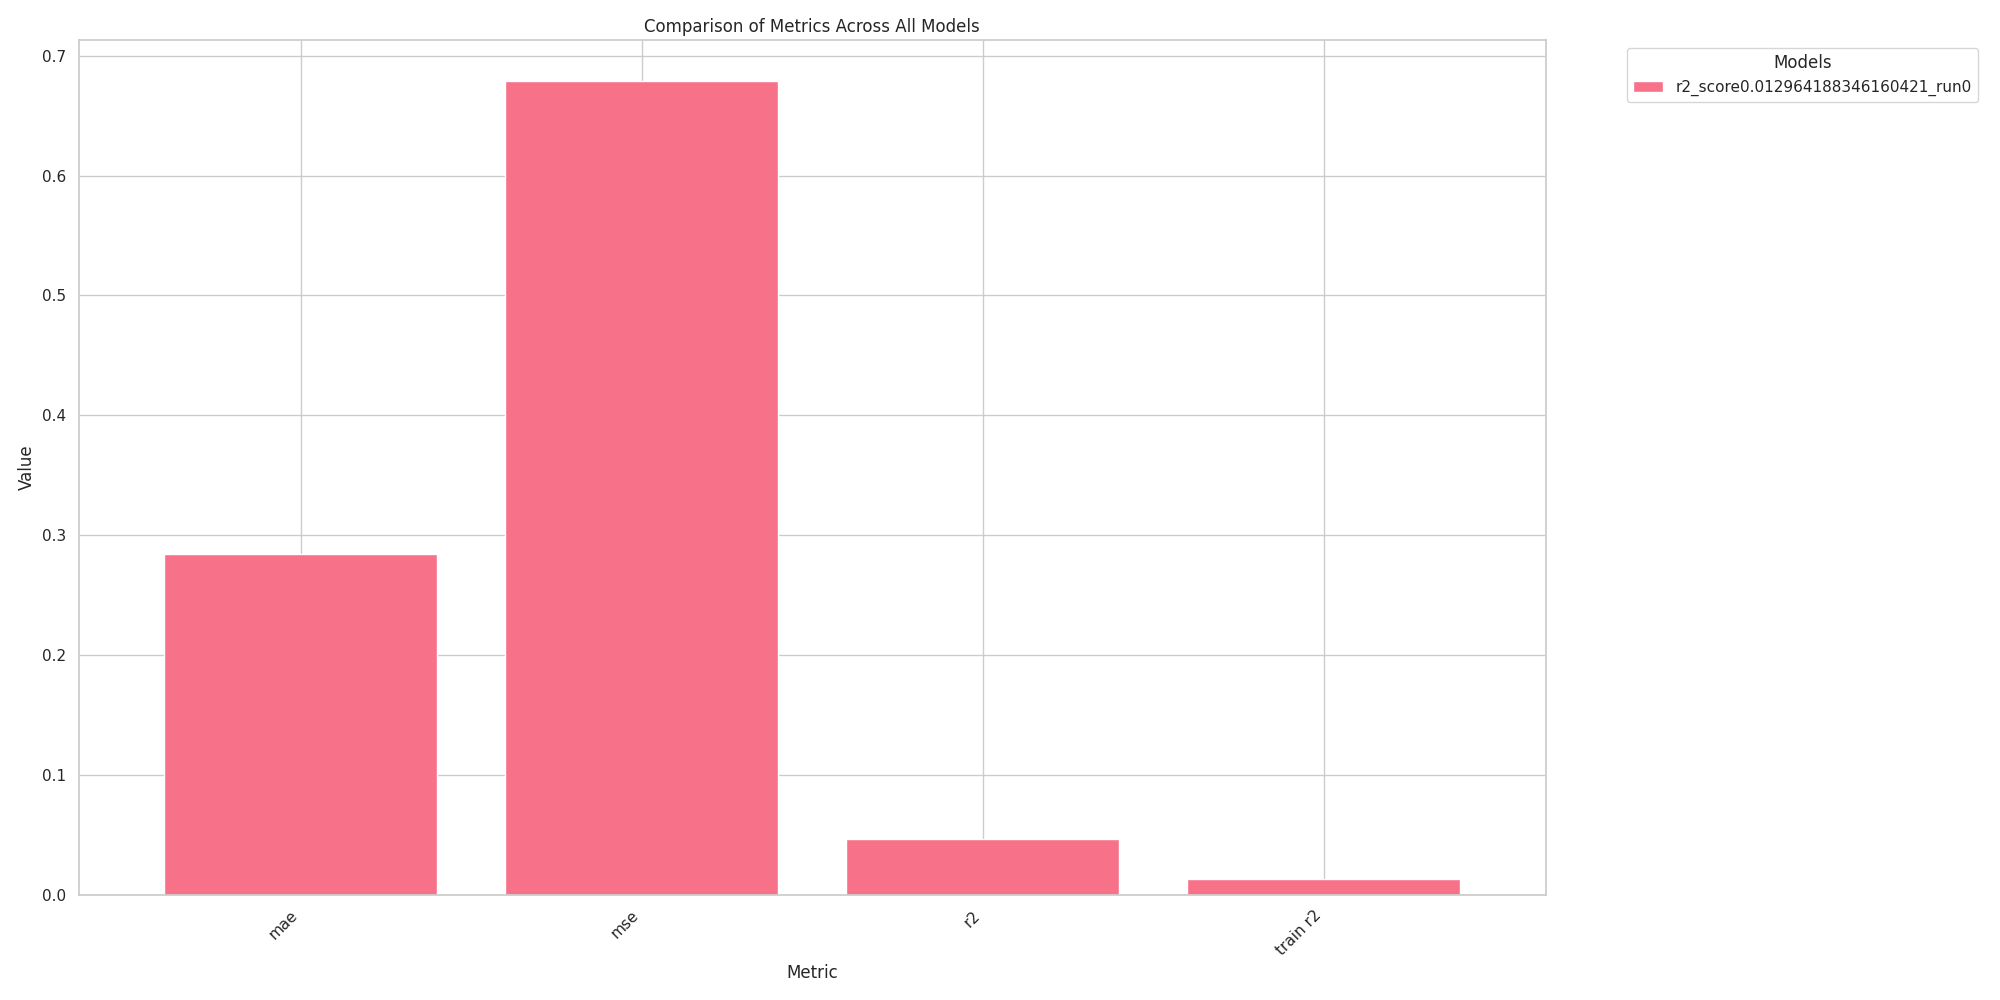 Comparison of Metrics Across All Models
Models
r2_score0.012964188346160421_run0
Value
0.7
0.6
0.5
0.4
0.3
0.2
0.1
0.0
mae
mse
r2
train r2
Metric